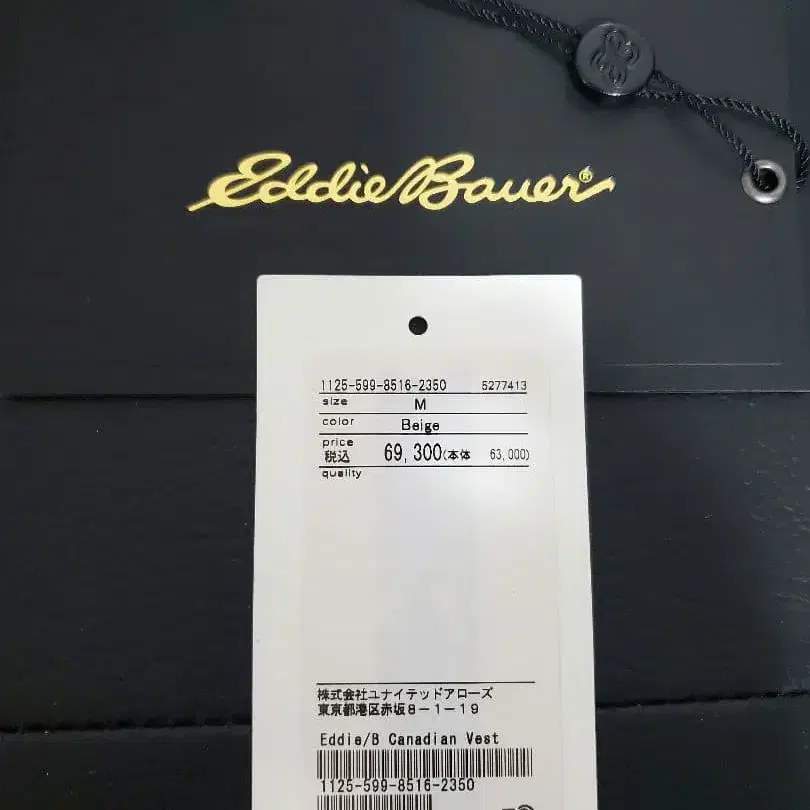 Eddie Bauer®
1125-599-8516-2350 5277413
size M
color Beige
price
税込 69,300(本体 63,000)
quality
株式会社ユナイテッドアローズ
東京都港区赤坂8-1-19
Eddie/B Canadian Vest
1125-599-8516-2350